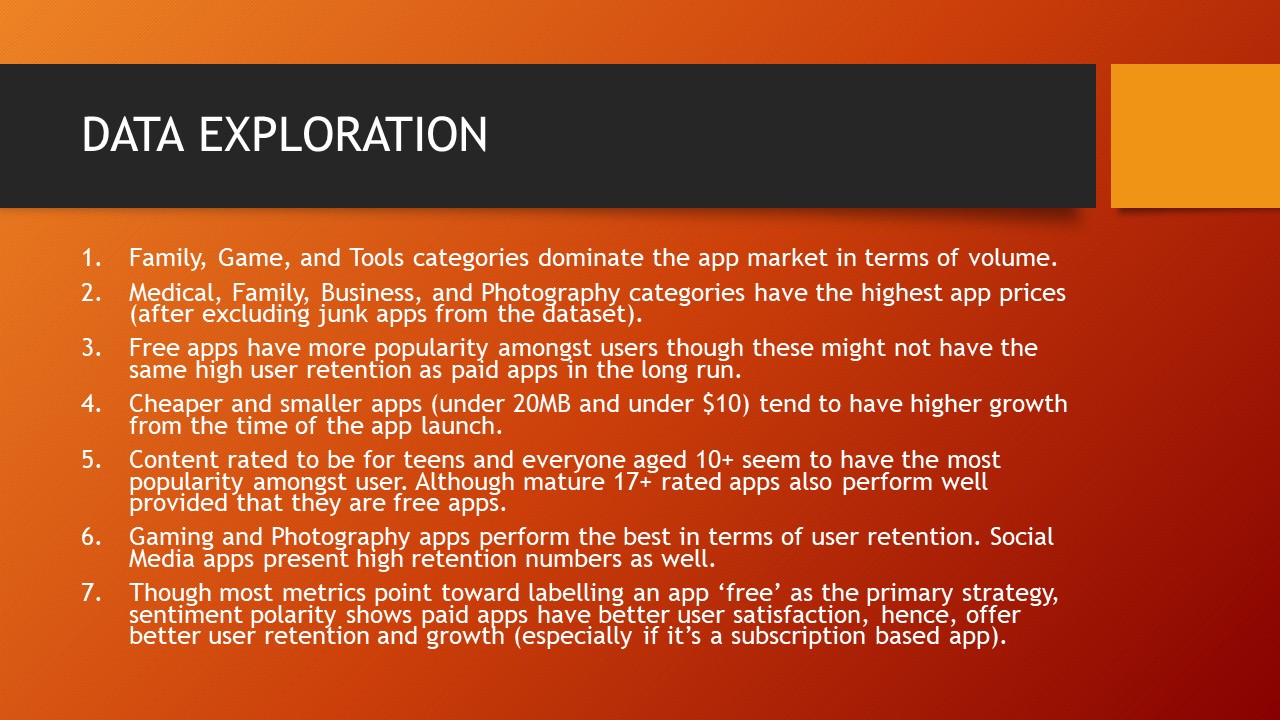 DATA EXPLORATION
1. Family, Game, and Tools categories dominate the app market in terms of volume.
2. Medical, Family, Business, and Photography categories have the highest app prices
(after excluding junk apps from the dataset).
3. Free apps have more popularity amongst users though these might not have the
same high user retention as paid apps in the long run.
4. Cheaper and smaller apps (under 20MB and under $10) tend to have higher growth
from the time of the app launch.
5. Content rated to be for teens and everyone aged 10+ seem to have the most
popularity amongst user. Although mature 17+ rated apps also perform well
provided that they are free apps.
6. Gaming and Photography apps perform the best in terms of user retention. Social
Media apps present high retention numbers as well.
7. Though most metrics point toward labelling an app ‘free’ as the primary strategy,
sentiment polarity shows paid apps have better user satisfaction, hence, offer
better user retention and growth (especially if it’s a subscription based app).